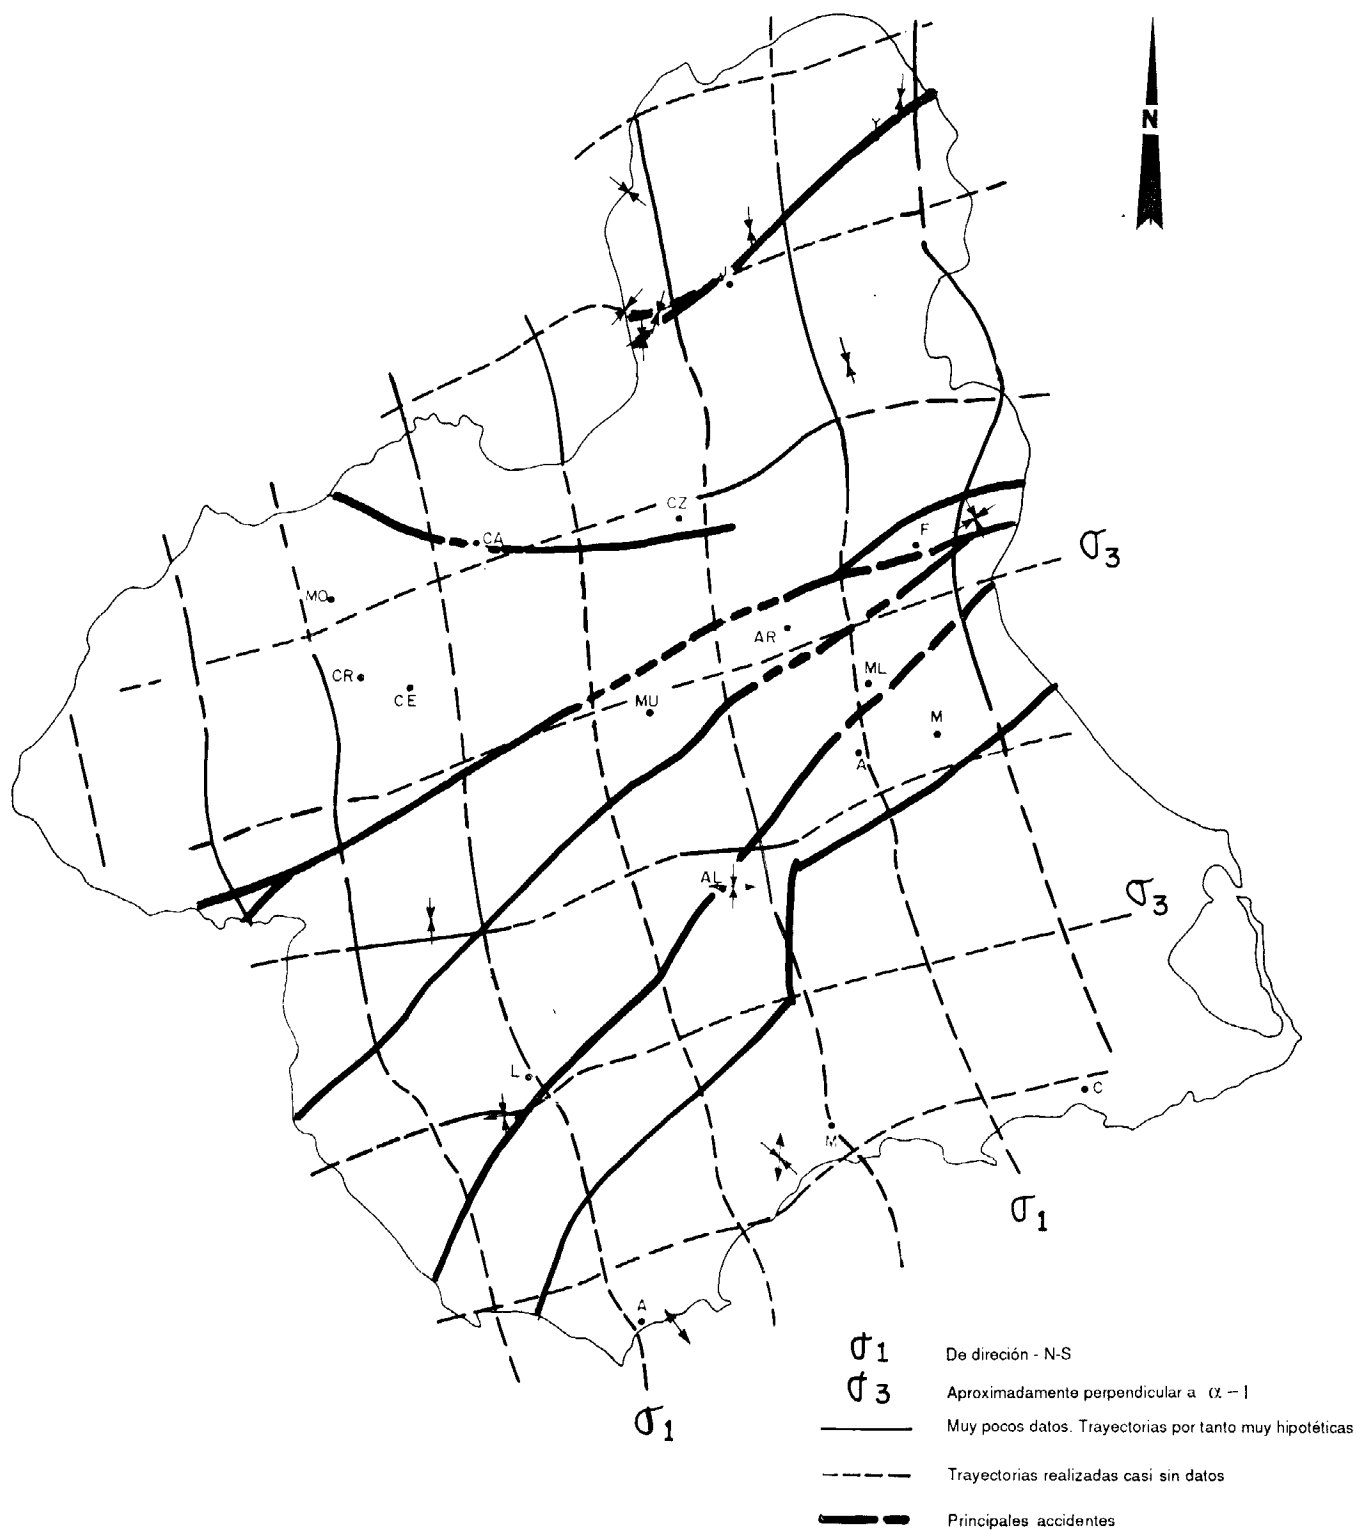 N
Y
J
CZ
CA
F
σ3
MO
AR
CR
CE
ML
MU
M
A
AL
σ3
L
C
M
σ1
A
σ1
σ1 De direción - N-S
σ3 Aproximadamente perpendicular a α - 1
Muy pocos datos. Trayectorias por tanto muy hipotéticas
Trayectorias realizadas casi sin datos
Principales accidentes